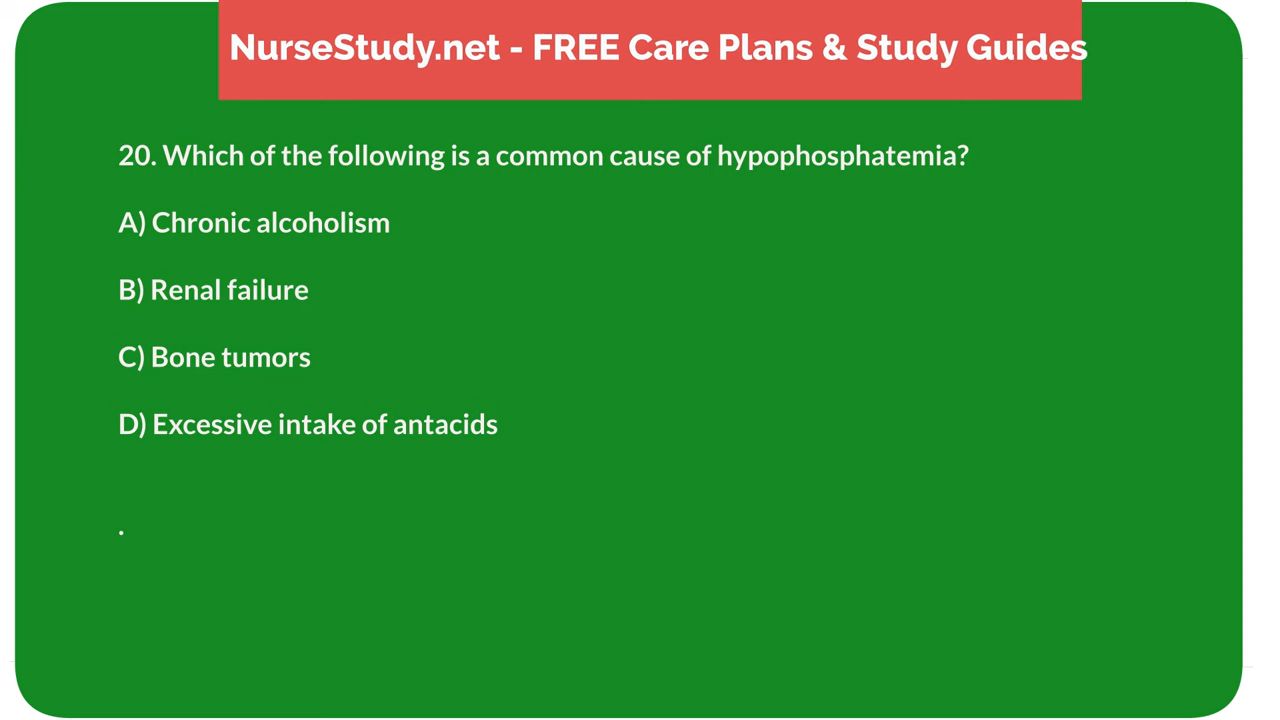 NurseStudy.net - FREE Care Plans & Study Guides
20. Which of the following is a common cause of hypophosphatemia?
A) Chronic alcoholism
B) Renal failure
C) Bone tumors
D) Excessive intake of antacids
.